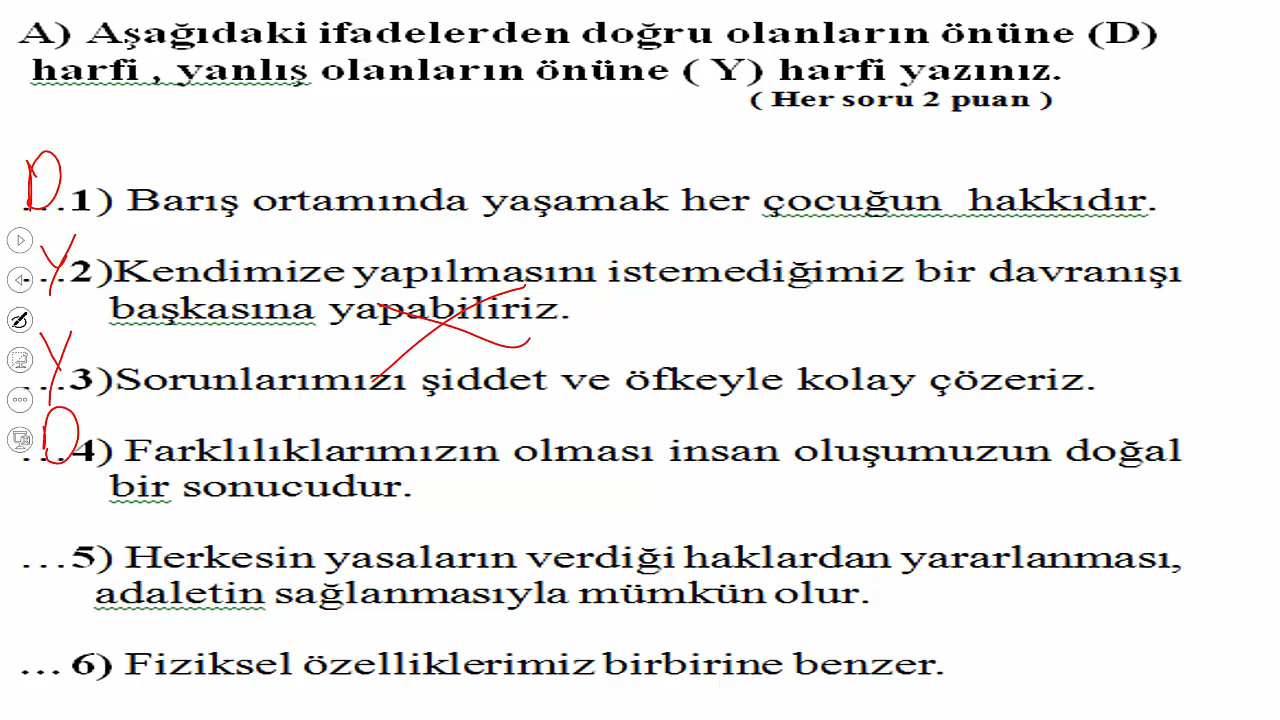 A) Aşağıdaki ifadelerden doğru olanların önüne (D)
harfi , yanlış olanların önüne ( Y) harfi yazınız.
( Her soru 2 puan )
D
...1) Barış ortamında yaşamak her çocuğun hakkıdır.
Y
...2)Kendimize yapılmasını istemediğimiz bir davranışı
başkasına yapabiliriz.
Y
...3)Sorunlarımızı şiddet ve öfkeyle kolay çözeriz.
D
...4) Farklılıklarımızın olması insan oluşumuzun doğal
bir sonucudur.
...5) Herkesin yasaların verdiği haklardan yararlanması,
adaletin sağlanmasıyla mümkün olur.
... 6) Fiziksel özelliklerimiz birbirine benzer.